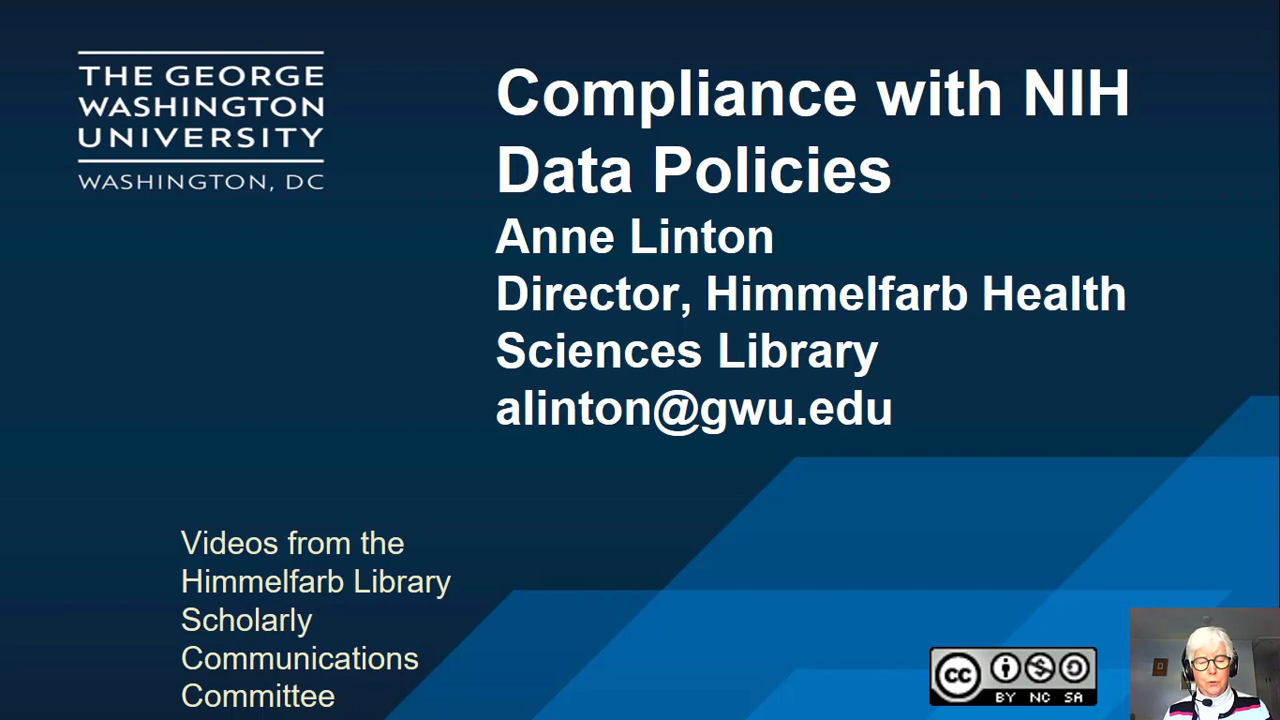 THE GEORGE
WASHINGTON
UNIVERSITY
WASHINGTON, DC
Compliance with NIH
Data Policies
Anne Linton
Director, Himmelfarb Health
Sciences Library
alinton@gwu.edu
Videos from the
Himmelfarb Library
Scholarly
Communications
Committee
cc
BY NC SA